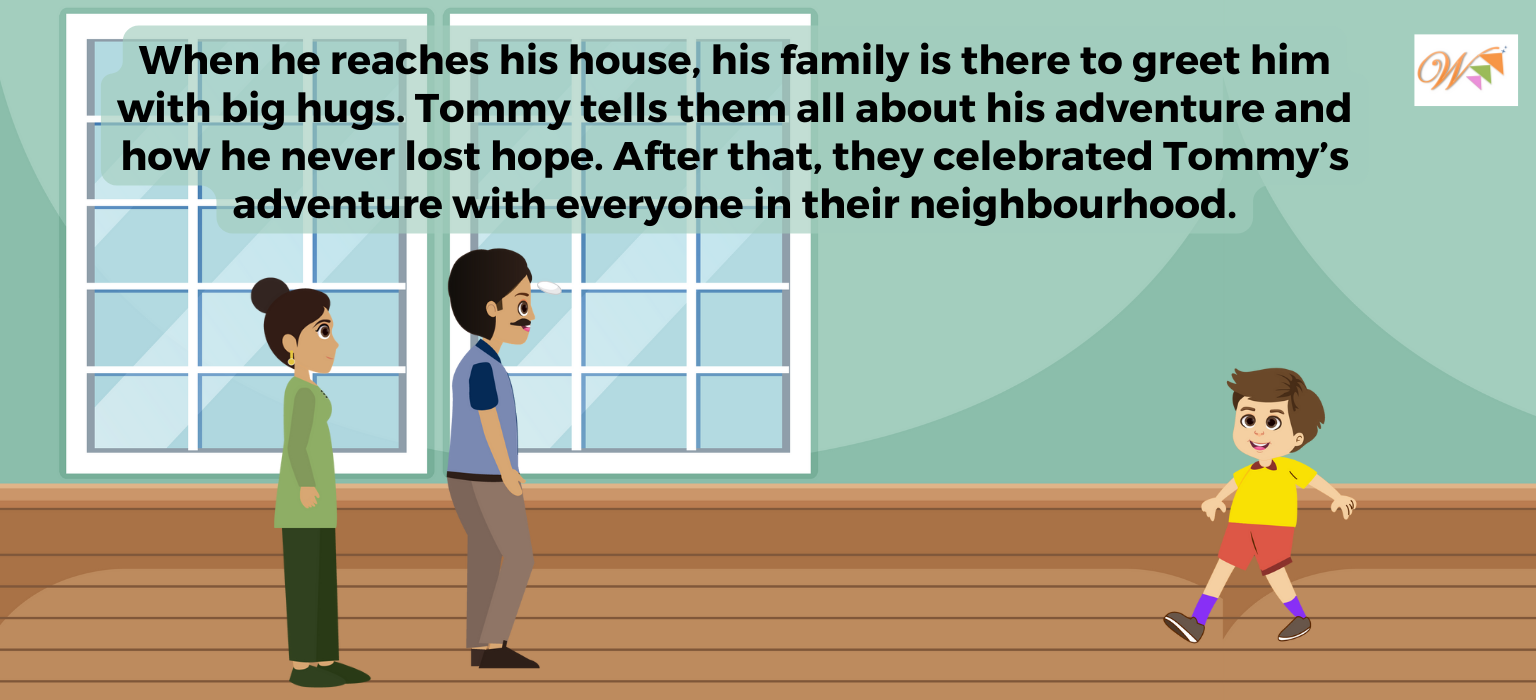 When he reaches his house, his family is there to greet him
with big hugs. Tommy tells them all about his adventure and
how he never lost hope. After that, they celebrated Tommy’s
adventure with everyone in their neighbourhood.
W